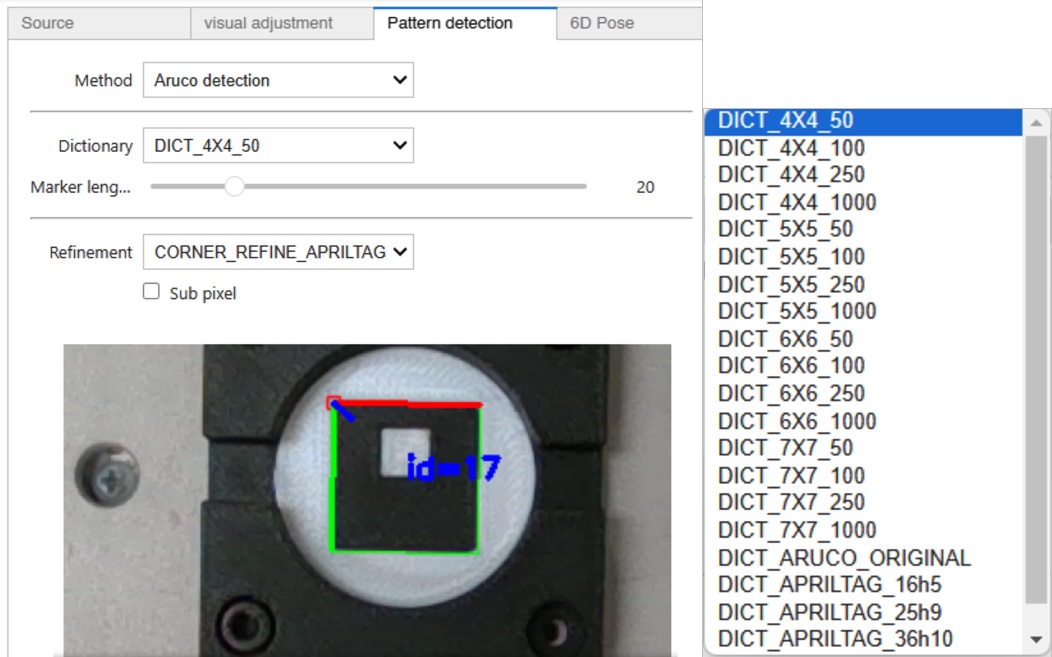 Source visual adjustment Pattern detection 6D Pose
Method Aruco detection
Dictionary DICT_4X4_50
Marker leng... 20
Refinement CORNER_REFINE_APRILTAG
Sub pixel
id=17
DICT_4X4_50
DICT_4X4_100
DICT_4X4_250
DICT_4X4_1000
DICT_5X5_50
DICT_5X5_100
DICT_5X5_250
DICT_5X5_1000
DICT_6X6_50
DICT_6X6_100
DICT_6X6_250
DICT_6X6_1000
DICT_7X7_50
DICT_7X7_100
DICT_7X7_250
DICT_7X7_1000
DICT_ARUCO_ORIGINAL
DICT_APRILTAG_16h5
DICT_APRILTAG_25h9
DICT_APRILTAG_36h10